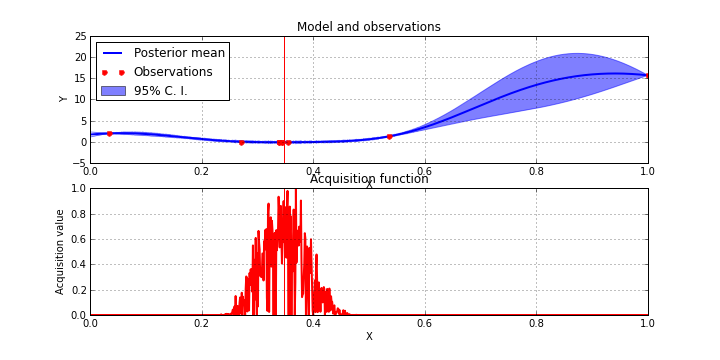 Model and observations
25
20
15
10
5
0
−5
Y
Posterior mean
Observations
95% C. I.
0.0 0.2 0.4 0.6 0.8 1.0
X
Acquisition function
1.0
0.8
0.6
0.4
0.2
0.0
Acquisition value
0.0 0.2 0.4 0.6 0.8 1.0
X